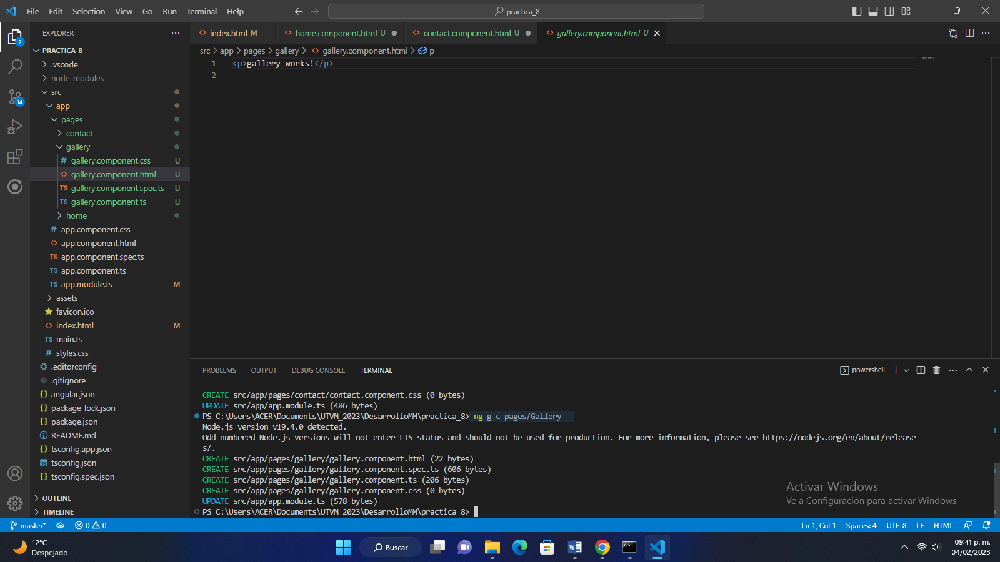 File Edit Selection View Go Run Terminal Help
practica_8
EXPLORER
PRACTICA_8
.vscode
node_modules
src
app
pages
contact
gallery
# gallery.component.css U
<> gallery.component.html U
TS gallery.component.spec.ts U
TS gallery.component.ts U
home
# app.component.css
<> app.component.html
TS app.component.spec.ts
TS app.component.ts
TS app.module.ts M
assets
favicon.ico
<> index.html M
TS main.ts
# styles.css
.editorconfig
.gitignore
{} angular.json
{} package-lock.json
{} package.json
README.md
{} tsconfig.app.json
TS tsconfig.json
{} tsconfig.spec.json
OUTLINE
TIMELINE
2
14
<> index.html M <> home.component.html U <> contact.component.html U <> gallery.component.html U
src > app > pages > gallery > <> gallery.component.html > p
1 <p>gallery works!</p>
2
PROBLEMS OUTPUT DEBUG CONSOLE TERMINAL
powershell
CREATE src/app/pages/contact/contact.component.css (0 bytes)
UPDATE src/app/app.module.ts (486 bytes)
PS C:\Users\ACER\Documents\UTVM_2023\DesarrolloMM\practica_8> ng g c pages/Gallery
Node.js version v19.4.0 detected.
Odd numbered Node.js versions will not enter LTS status and should not be used for production. For more information, please see https://nodejs.org/en/about/release
s/.
CREATE src/app/pages/gallery/gallery.component.html (22 bytes)
CREATE src/app/pages/gallery/gallery.component.spec.ts (606 bytes)
CREATE src/app/pages/gallery/gallery.component.ts (206 bytes)
CREATE src/app/pages/gallery/gallery.component.css (0 bytes)
UPDATE src/app/app.module.ts (578 bytes)
PS C:\Users\ACER\Documents\UTVM_2023\DesarrolloMM\practica_8>
Activar Windows
Ve a Configuración para activar Windows.
master* 0 0
Ln 1, Col 1 Spaces: 4 UTF-8 LF HTML
12°C
Despejado
Buscar
09:41 p. m.
04/02/2023